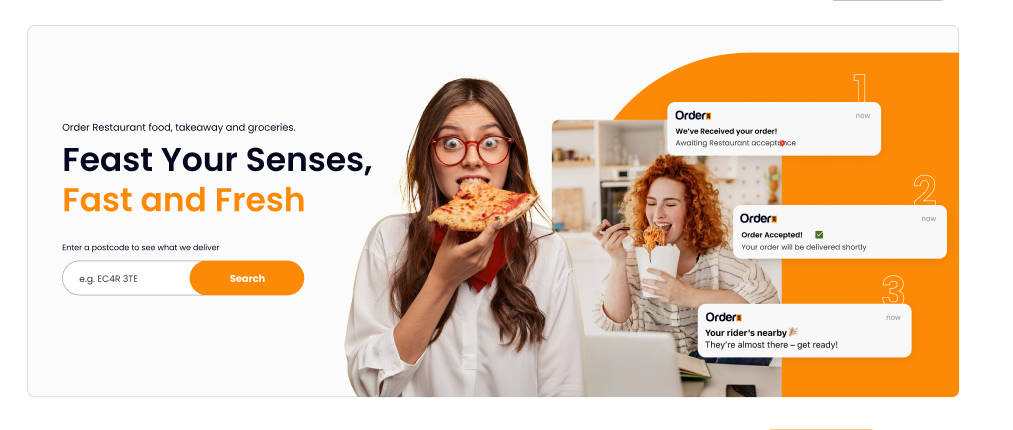 Order Restaurant food, takeaway and groceries.
Feast Your Senses,
Fast and Fresh
Enter a postcode to see what we deliver
e.g. EC4R 3TE
Search
1
Order
now
We've Received your order!
Awaiting Restaurant acceptance
2
Order
now
Order Accepted! ✅
Your order will be delivered shortly
3
Order
now
Your rider's nearby 🎉
They're almost there – get ready!